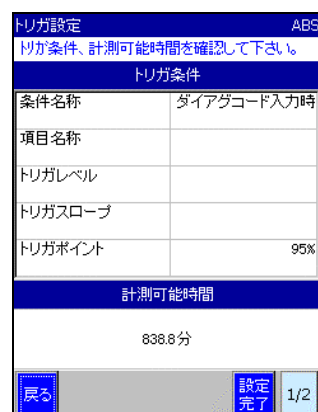 トリガ設定 ABS
トリガ条件、計測可能時間を確認して下さい。
トリガ条件
条件名称 ダイアグコード入力時
項目名称
トリガレベル
トリガスロープ
トリガポイント 95%
計測可能時間
838.8分
戻る 設定完了 1/2